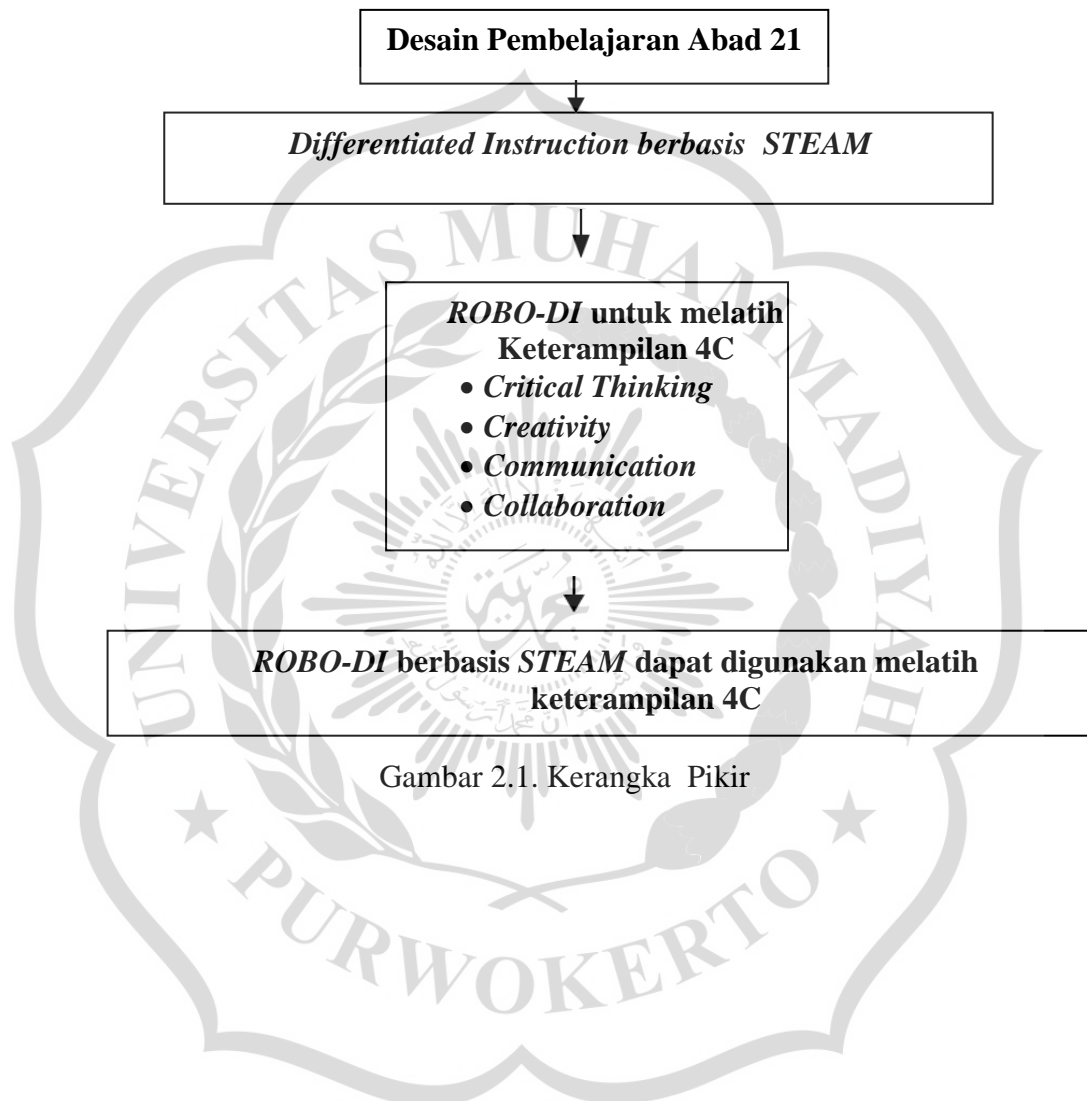 Desain Pembelajaran Abad 21
Differentiated Instruction berbasis STEAM
ROBO-DI untuk melatih
Keterampilan 4C
• Critical Thinking
• Creativity
• Communication
• Collaboration
ROBO-DI berbasis STEAM dapat digunakan melatih
keterampilan 4C
Gambar 2.1. Kerangka Pikir
UNIVERSITAS MUHAMMADIYAH
PURWOKERTO